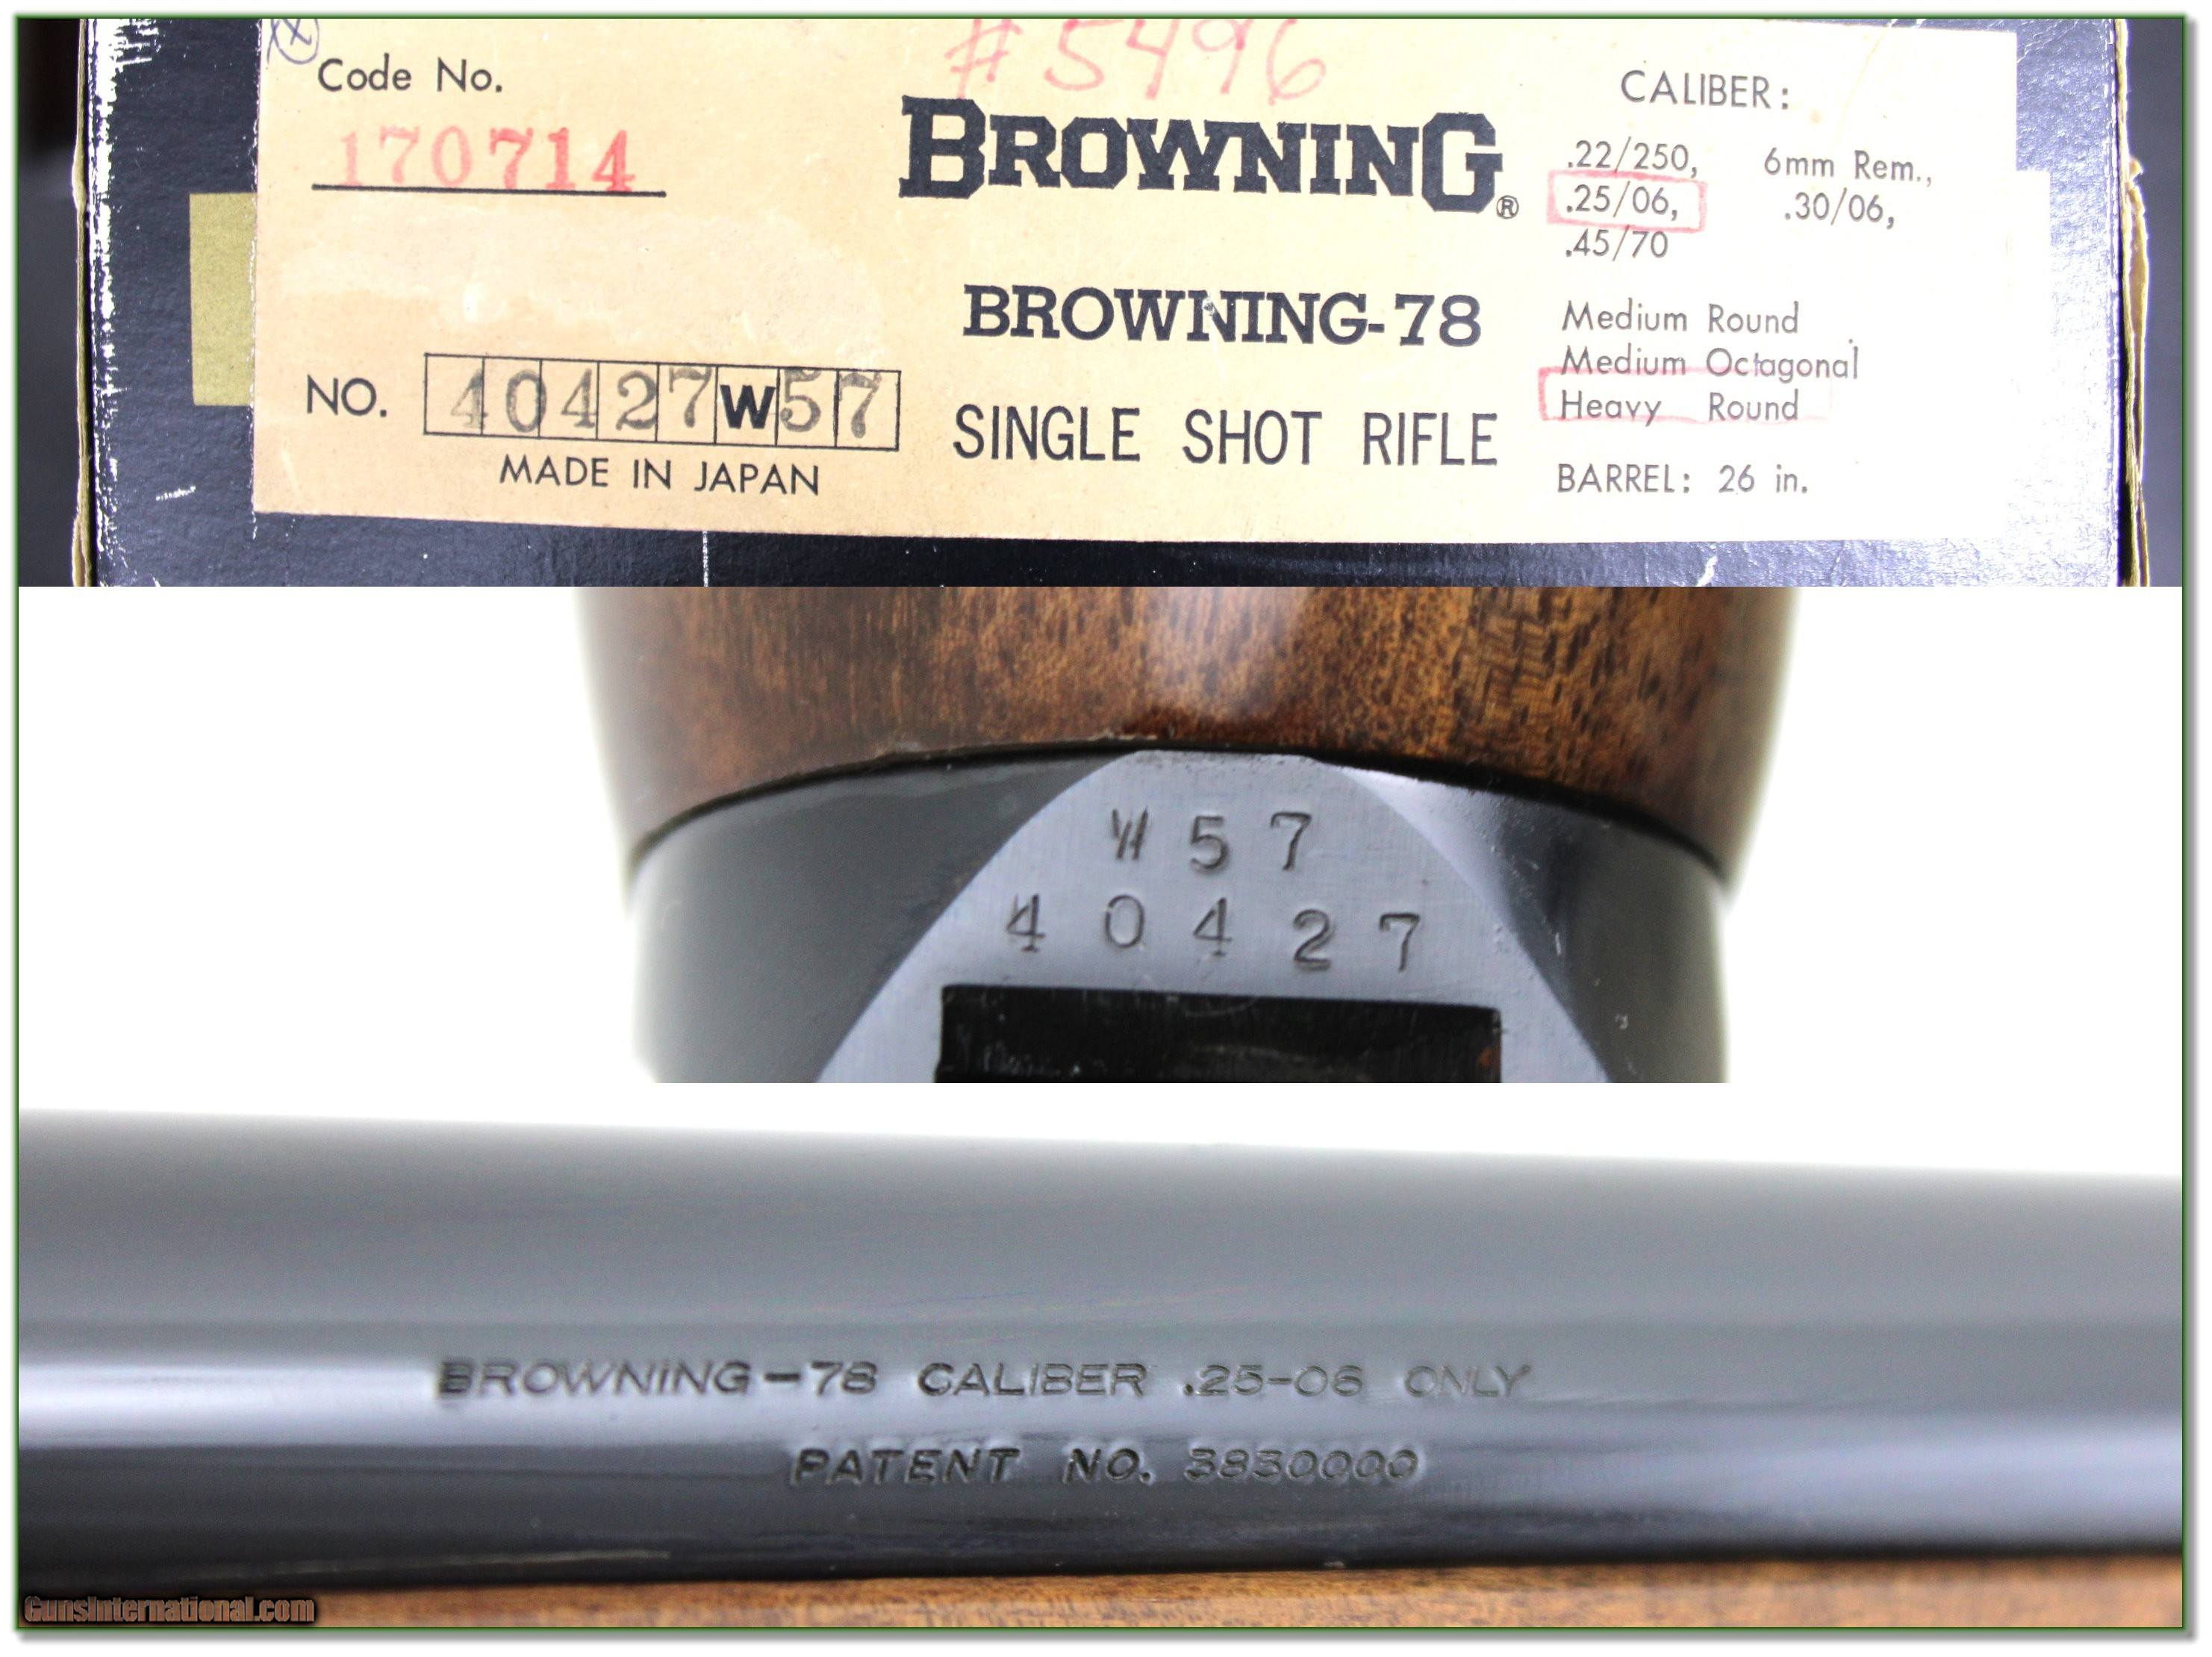 (X)
#5496
Code No.
170714
BROWNING®
CALIBER:
.22/250, 6mm Rem.,
.25/06, .30/06,
.45/70
BROWNING-78
Medium Round
Medium Octagonal
Heavy Round
NO. 40427W57
SINGLE SHOT RIFLE
MADE IN JAPAN
BARREL: 26 in.
W57
40427
BROWNING-78 CALIBER .25-06 ONLY
PATENT NO. 3830000
GunsInternational.com